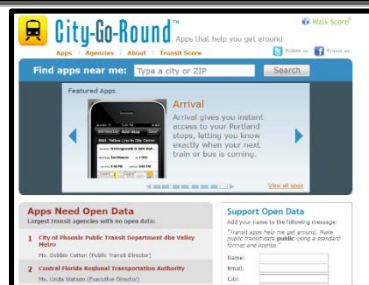 City-Go-Round™
Apps that help you get around
Walk Score®
Apps | Agencies | About | Transit Score
Follow us
Friend us
Find apps near me:
Type a city or ZIP
Search
Featured Apps
Arrival
Arrival gives you instant
access to your Portland
stops, letting you know
exactly when your next
train or bus is coming.
View all apps
Apps Need Open Data
Largest transit agencies with no open data:
1 City of Phoenix Public Transit Department dba Valley
Metro
Ms. Debbie Cotton (Public Transit Director)
2 Central Florida Regional Transportation Authority
Ms. Linda Watson (Executive Director)
Support Open Data
Add your name to the following message:
"Transit apps help me get around. Make
public transit data public using a standard
format and license."
Name:
Email:
City: